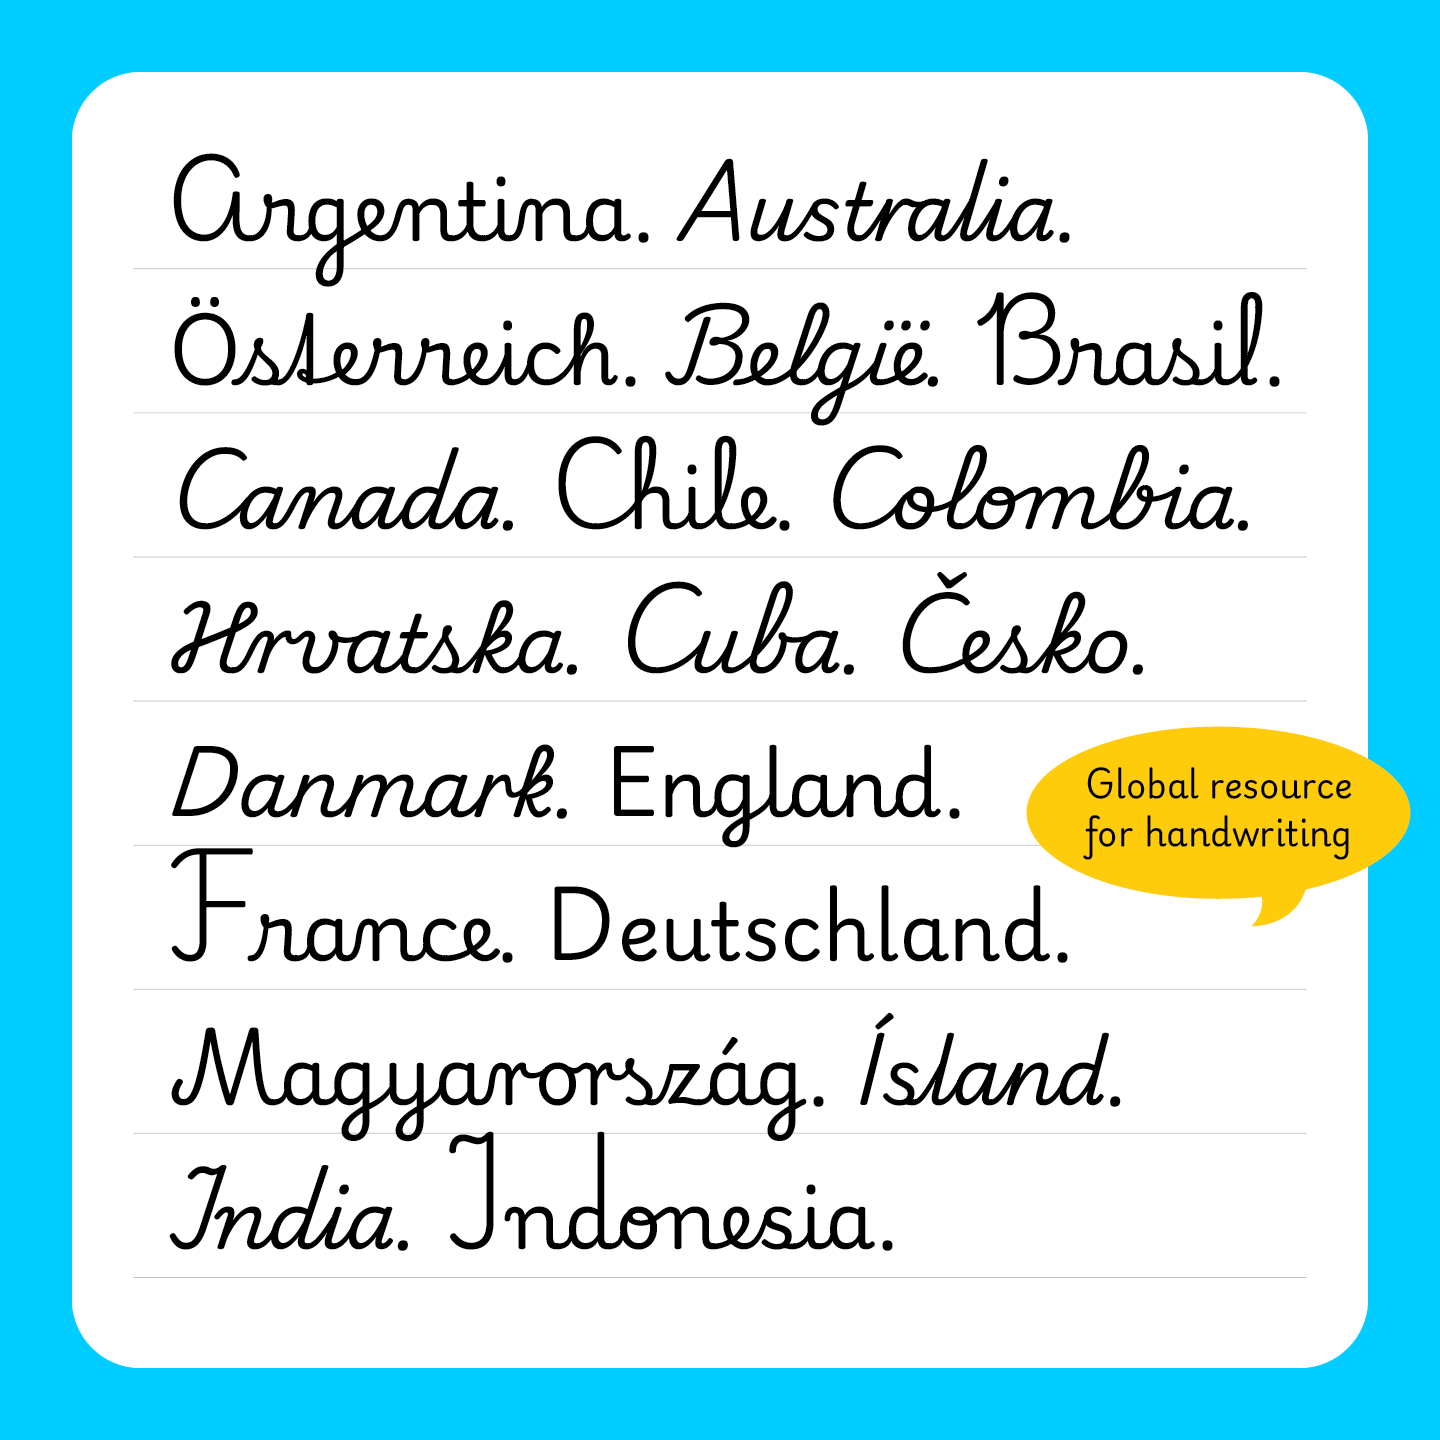 Argentina. Australia.
Österreich. Belgïë. Brasil.
Canada. Chile. Colombia.
Hrvatska. Cuba. Česko.
Danmark. England.
Global resource
for handwriting
France. Deutschland.
Magyarország. Ísland.
India. Indonesia.